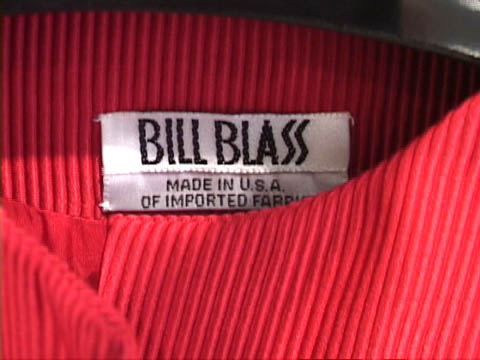 BILL BLASS
MADE IN U.S.A.
OF IMPORTED